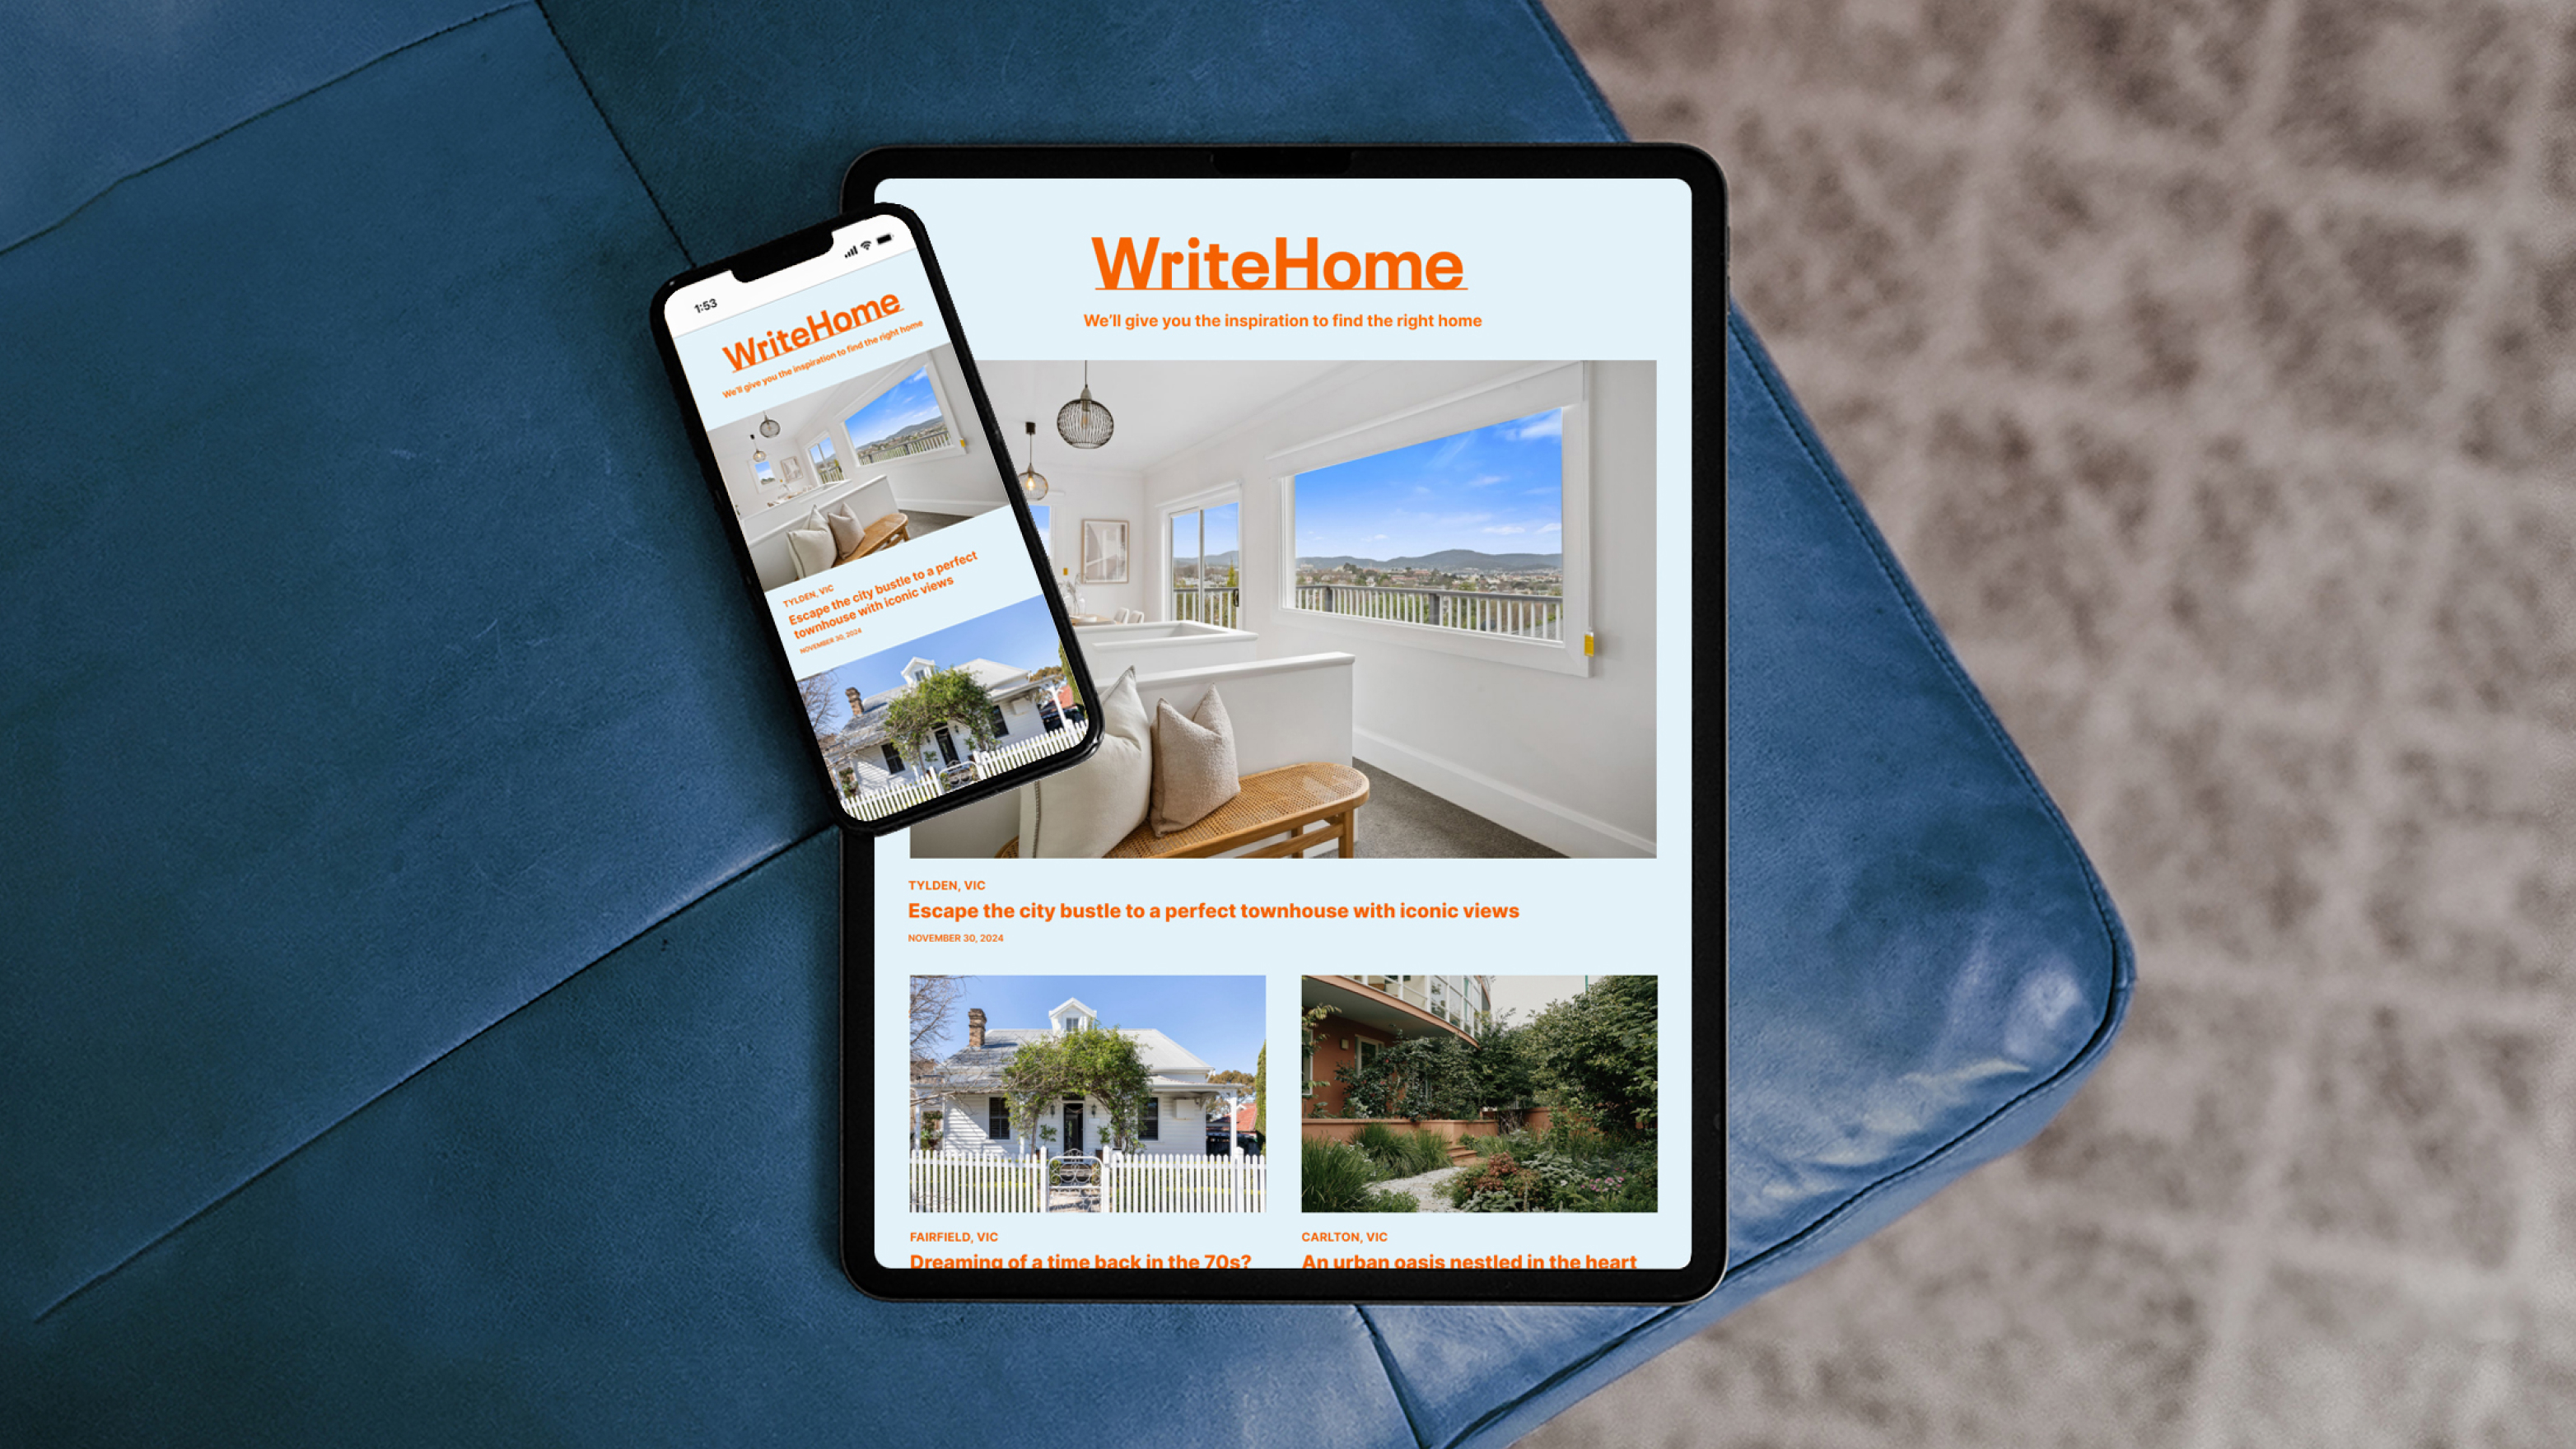 1:53
WriteHome
We'll give you the inspiration to find the right home
TYLDEN, VIC
Escape the city bustle to a perfect
townhouse with iconic views
NOVEMBER 30, 2024
WriteHome
We'll give you the inspiration to find the right home
TYLDEN, VIC
Escape the city bustle to a perfect townhouse with iconic views
NOVEMBER 30, 2024
FAIRFIELD, VIC
Dreaming of a time back in the 70s?
CARLTON, VIC
An urban oasis nestled in the heart